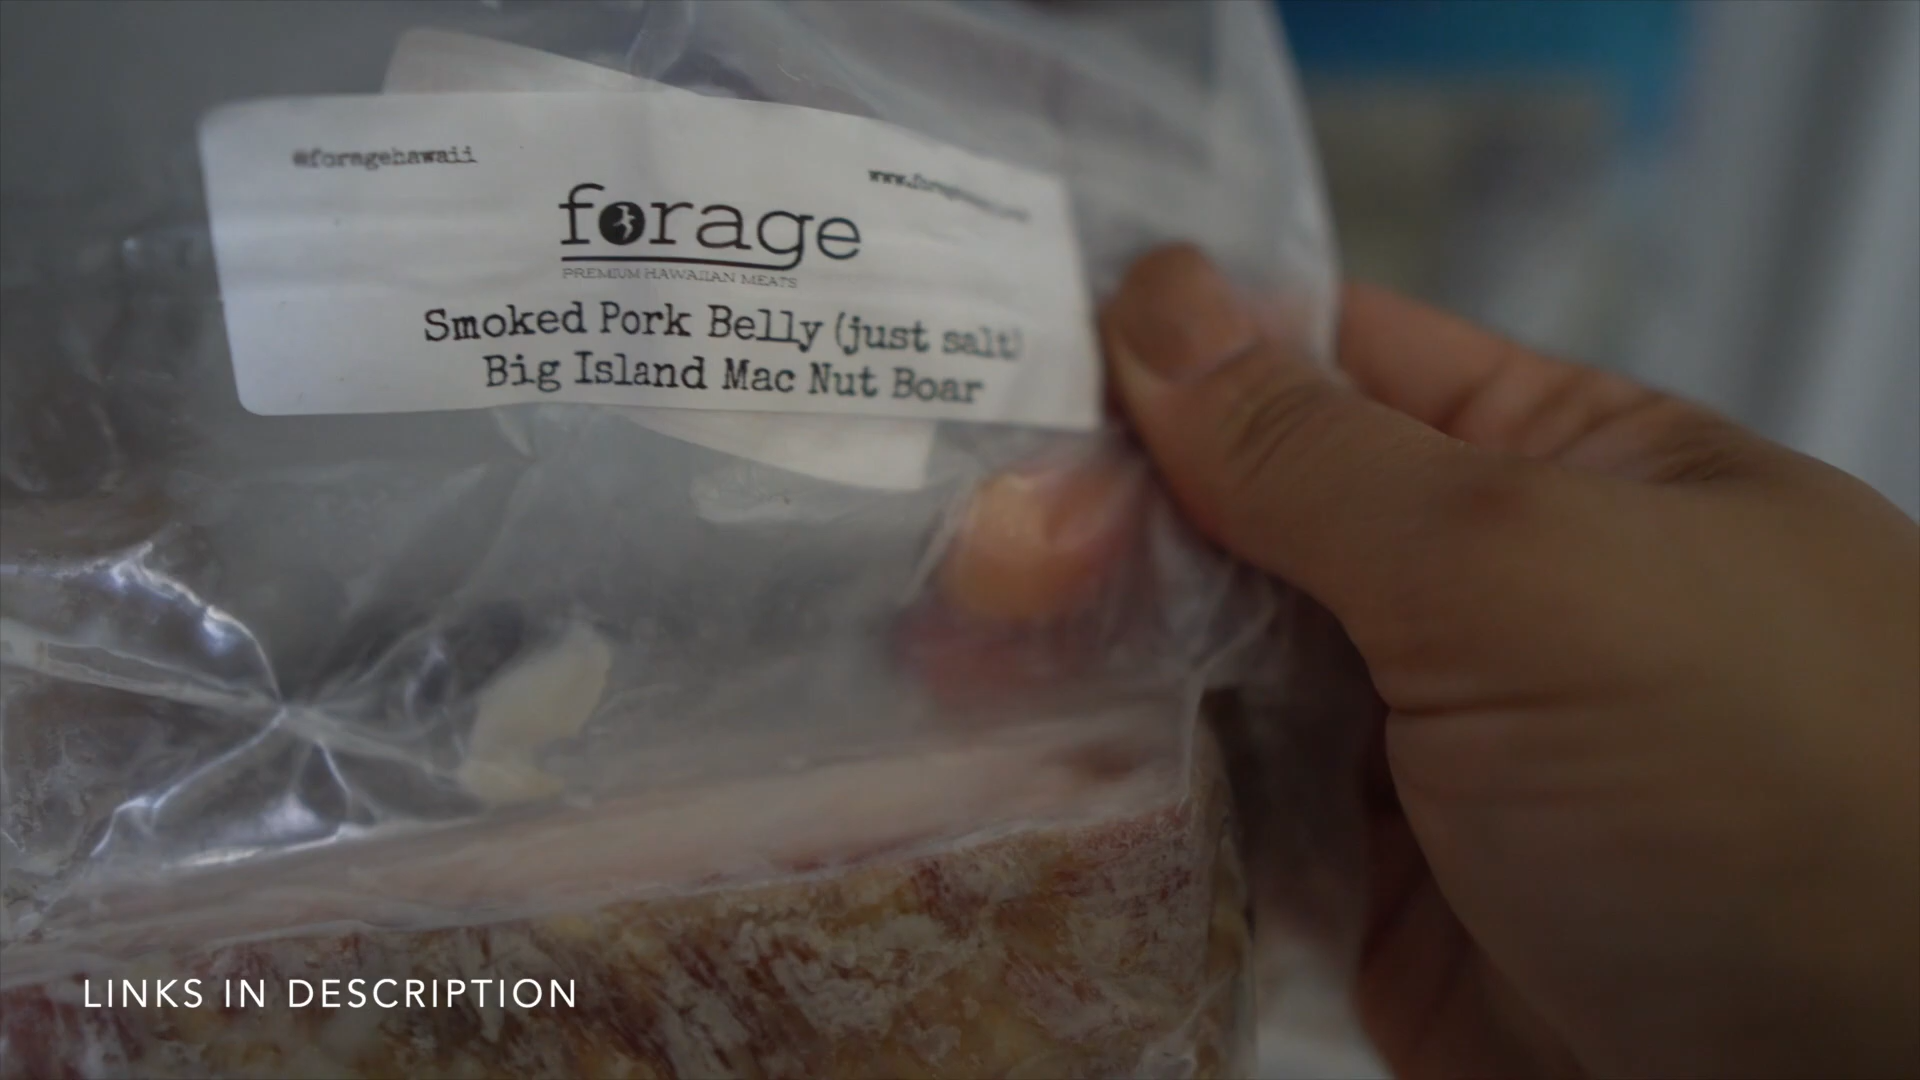 @foragehawaii
forage
PREMIUM HAWAIIAN MEATS
Smoked Pork Belly (just salt)
Big Island Mac Nut Boar
LINKS IN DESCRIPTION